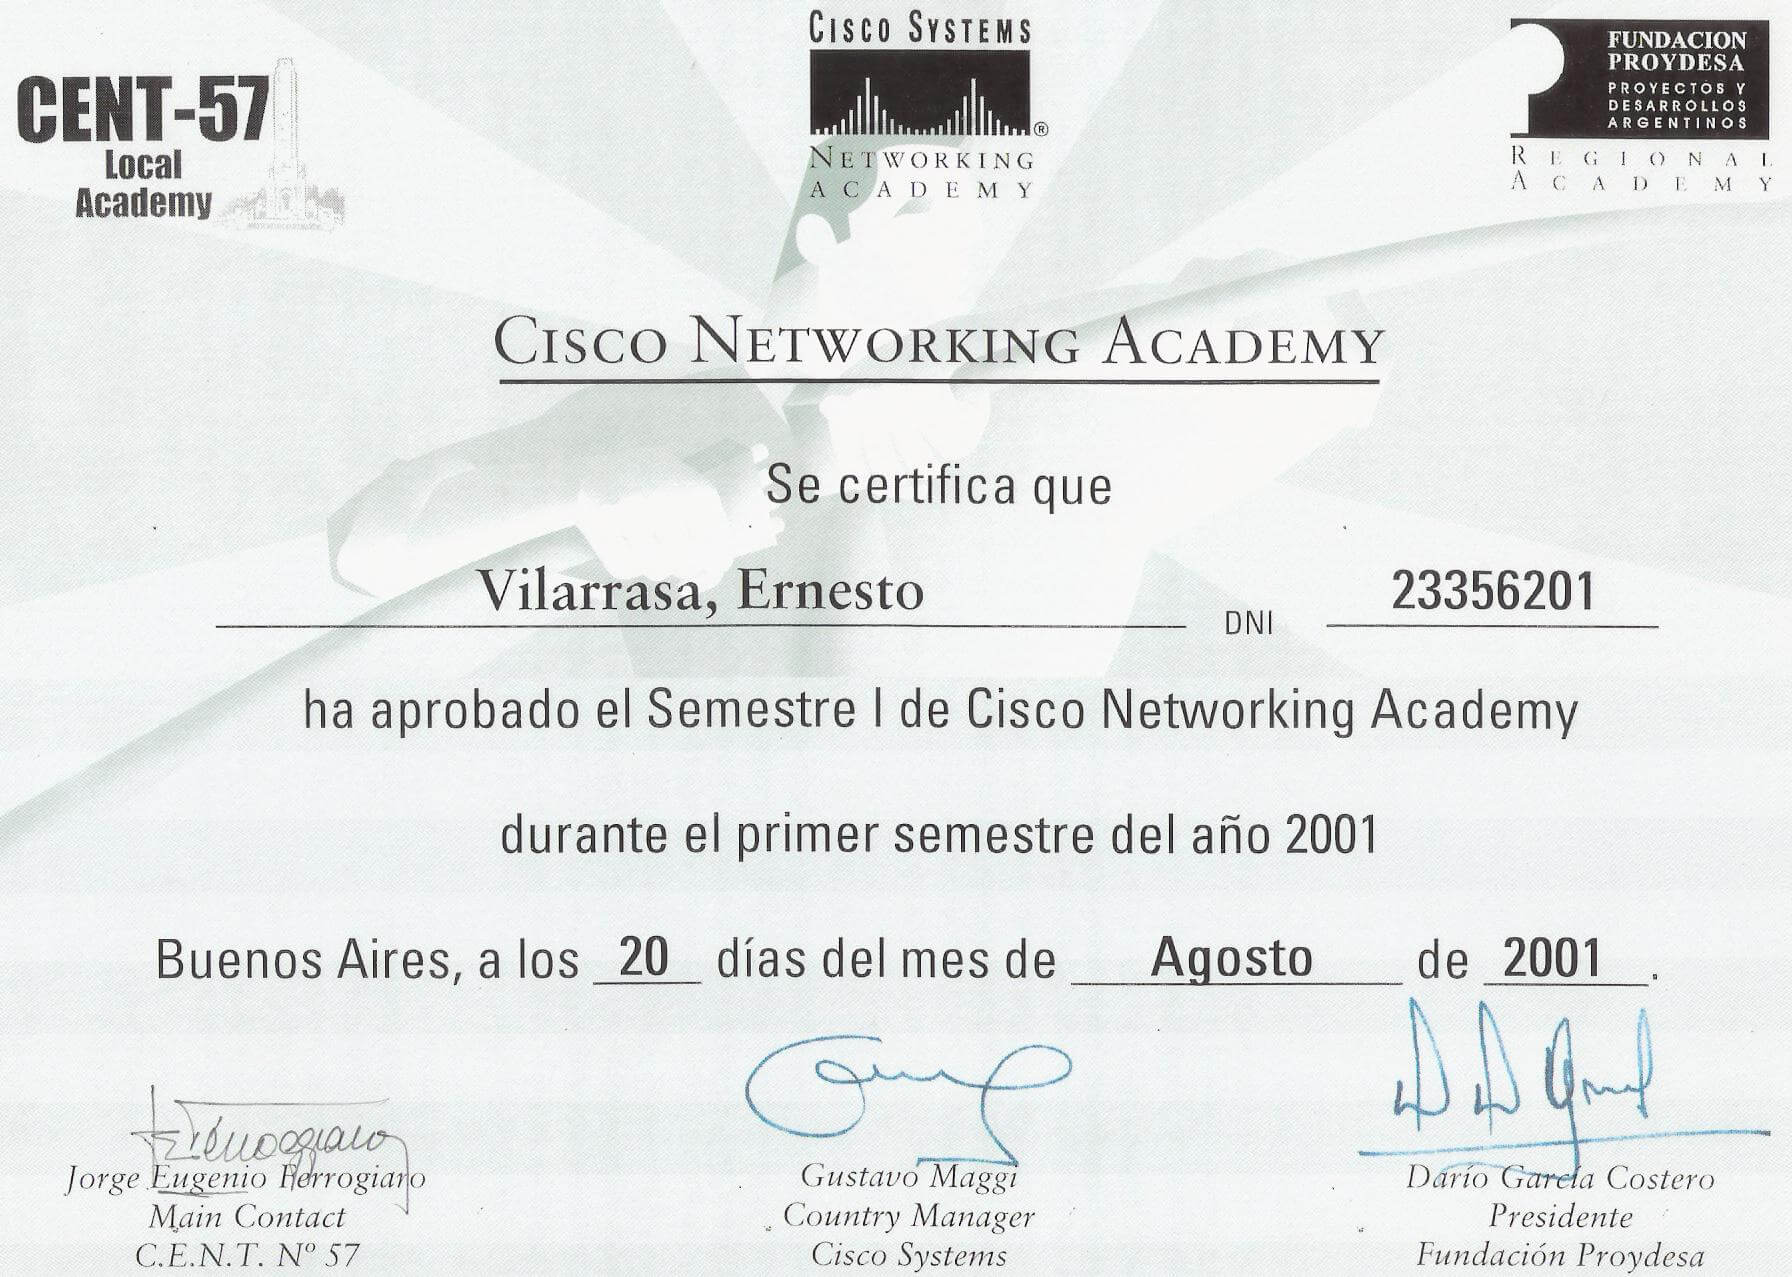 CENT-57
Local
Academy
CISCO SYSTEMS
®
NETWORKING
ACADEMY
FUNDACION
PROYDESA
PROYECTOS Y
DESARROLLOS
ARGENTINOS
REGIONAL
ACADEMY
CISCO NETWORKING ACADEMY
Se certifica que
Vilarrasa, Ernesto DNI 23356201
ha aprobado el Semestre I de Cisco Networking Academy
durante el primer semestre del año 2001
Buenos Aires, a los 20 días del mes de Agosto de 2001.
Jorge Eugenio Ferrogiaro
Main Contact
C.E.N.T. Nº 57
Gustavo Maggi
Country Manager
Cisco Systems
Darío García Costero
Presidente
Fundación Proydesa